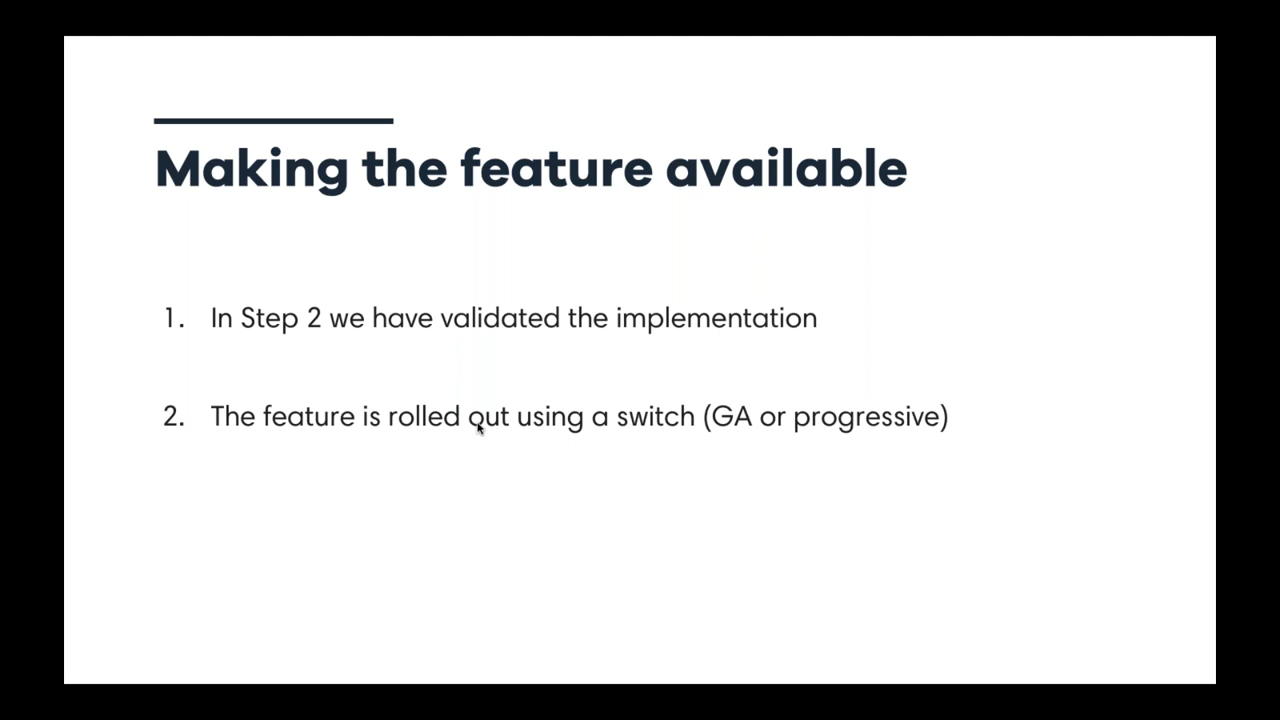 Making the feature available
1. In Step 2 we have validated the implementation
2. The feature is rolled out using a switch (GA or progressive)